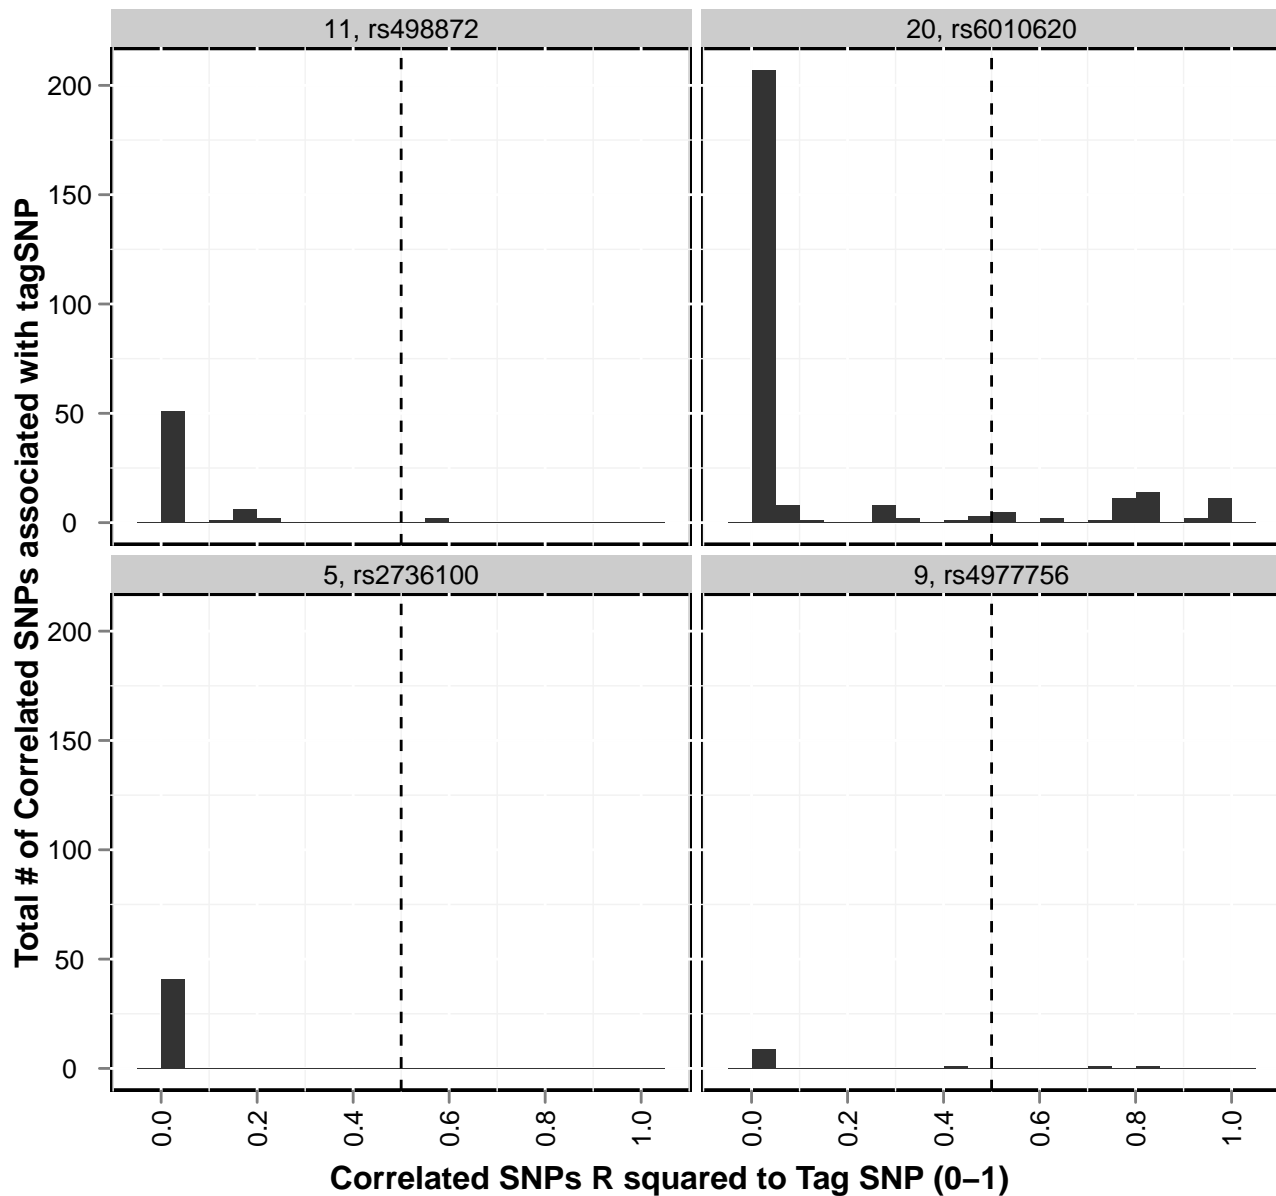 11, rs498872
20, rs6010620
Total # of Correlated SNPs associated with tagSNP
200
150
100
50
0
5, rs2736100
9, rs4977756
200
150
100
50
0
0.0 0.2 0.4 0.6 0.8 1.0
0.0 0.2 0.4 0.6 0.8 1.0
Correlated SNPs R squared to Tag SNP (0–1)